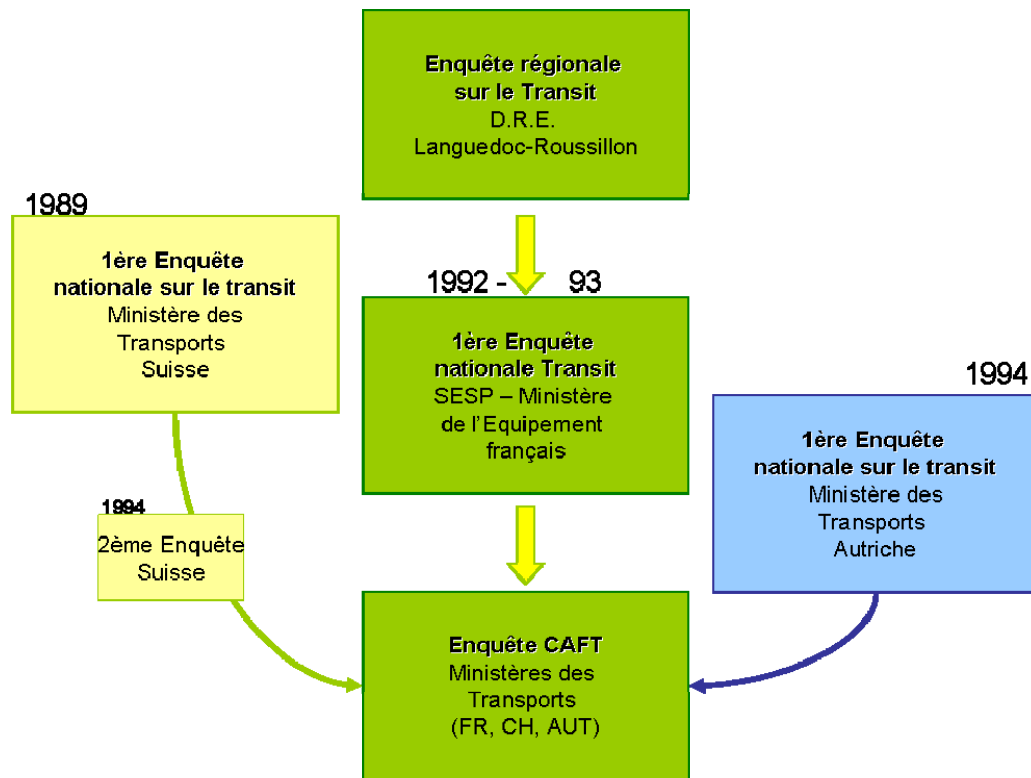 Enquête régionale
sur le Transit
D.R.E.
Languedoc-Roussillon
1989
1ère Enquête
nationale sur le transit
Ministère des
Transports
Suisse
1992 - 93
1ère Enquête
nationale Transit
SESP – Ministère
de l'Equipement
français
1994
1ère Enquête
nationale sur le transit
Ministère des
Transports
Autriche
1994
2ème Enquête
Suisse
Enquête CAFT
Ministères des
Transports
(FR, CH, AUT)